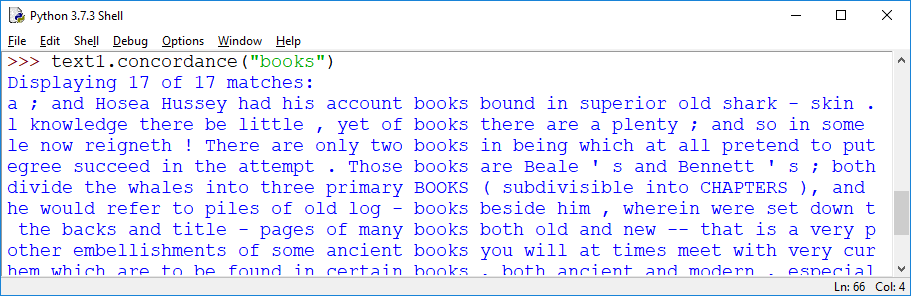 Python 3.7.3 Shell
File Edit Shell Debug Options Window Help
>>> text1.concordance("books")
Displaying 17 of 17 matches:
a ; and Hosea Hussey had his account books bound in superior old shark - skin .
l knowledge there be little , yet of books there are a plenty ; and so in some
le now reigneth ! There are only two books in being which at all pretend to put
egree succeed in the attempt . Those books are Beale ' s and Bennett ' s ; both
divide the whales into three primary BOOKS ( subdivisible into CHAPTERS ), and
he would refer to piles of old log - books beside him , wherein were set down t
 the backs and title - pages of many books both old and new -- that is a very p
other embellishments of some ancient books you will at times meet with very cur
hem which are to be found in certain books , both ancient and modern , especial
Ln: 66 Col: 4